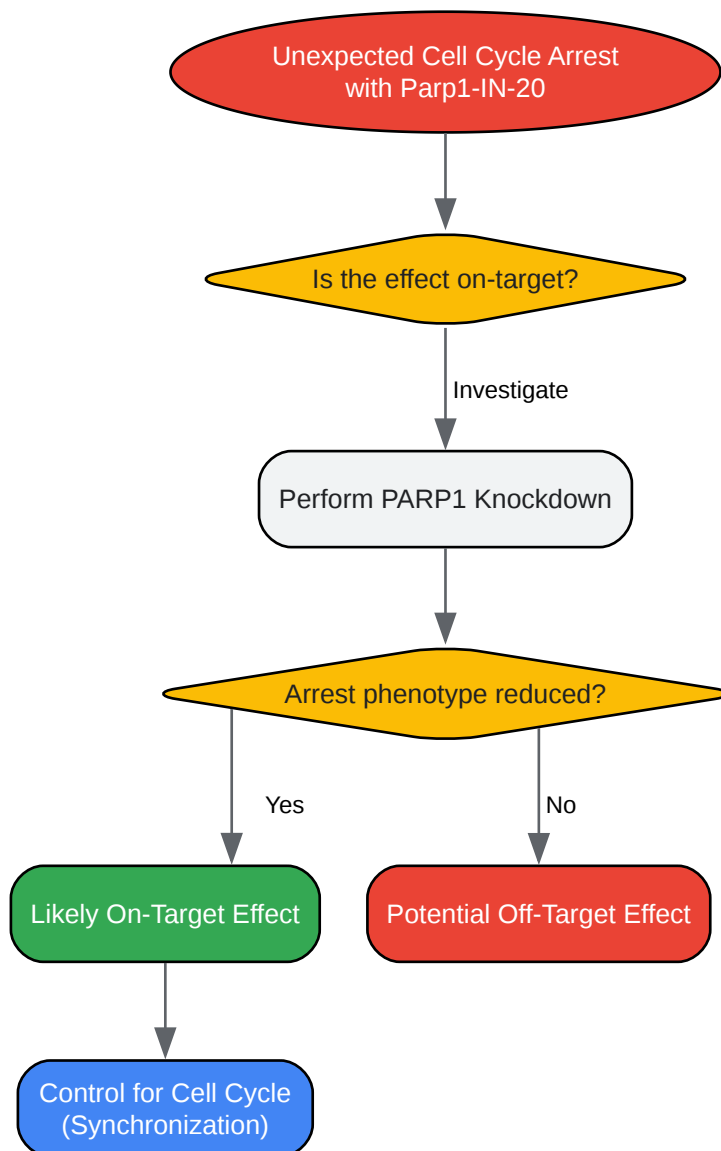 Unexpected Cell Cycle Arrest
with Parp1-IN-20
Is the effect on-target?
Investigate
Perform PARP1 Knockdown
Arrest phenotype reduced?
Yes
No
Likely On-Target Effect
Potential Off-Target Effect
Control for Cell Cycle
(Synchronization)